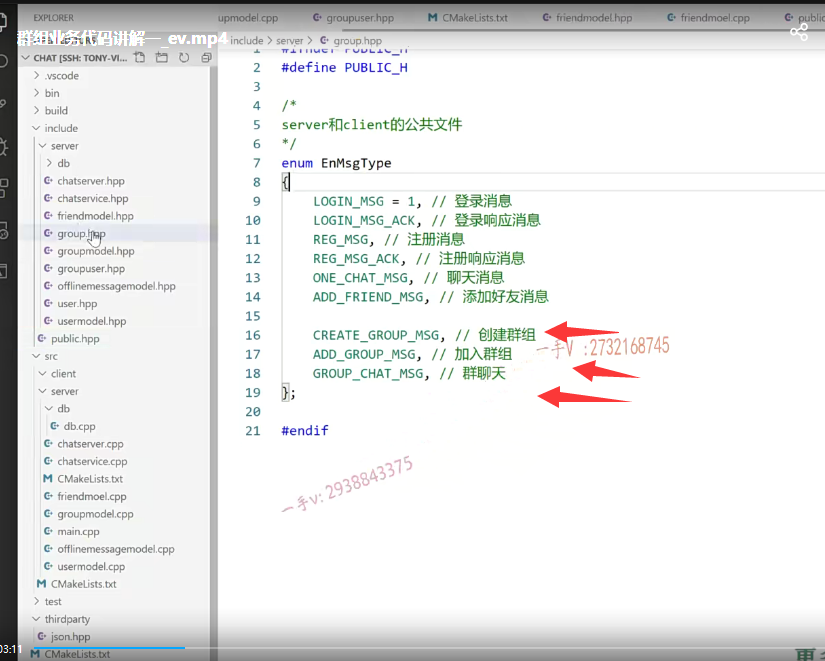 EXPLORER
upmodel.cpp
groupuser.hpp
CMakeLists.txt
friendmodel.hpp
friendmodel.cpp
群组业务代码讲解一_ev.mp4
include > server > group.hpp
CHAT [SSH: TONY-VI...
.vscode
bin
build
include
server
db
chatserver.hpp
chatservice.hpp
friendmodel.hpp
group.hpp
groupmodel.hpp
groupuser.hpp
offlinemessagemodel.hpp
user.hpp
usermodel.hpp
public.hpp
src
client
server
db
db.cpp
chatserver.cpp
chatservice.cpp
CMakeLists.txt
friendmoel.cpp
groupmodel.cpp
main.cpp
offlinemessagemodel.cpp
usermodel.cpp
CMakeLists.txt
test
thirdparty
json.hpp
CMakeLists.txt
1 #ifndef PUBLIC_H
2 #define PUBLIC_H
3
4 /*
5 server和client的公共文件
6 */
7 enum EnMsgType
8 {
9 LOGIN_MSG = 1, // 登录消息
10 LOGIN_MSG_ACK, // 登录响应消息
11 REG_MSG, // 注册消息
12 REG_MSG_ACK, // 注册响应消息
13 ONE_CHAT_MSG, // 聊天消息
14 ADD_FRIEND_MSG, // 添加好友消息
15
16 CREATE_GROUP_MSG, // 创建群组
17 ADD_GROUP_MSG, // 加入群组
18 GROUP_CHAT_MSG, // 群聊天
19 };
20
21 #endif
一手V :2732168745
一手v: 2938843375
03:11